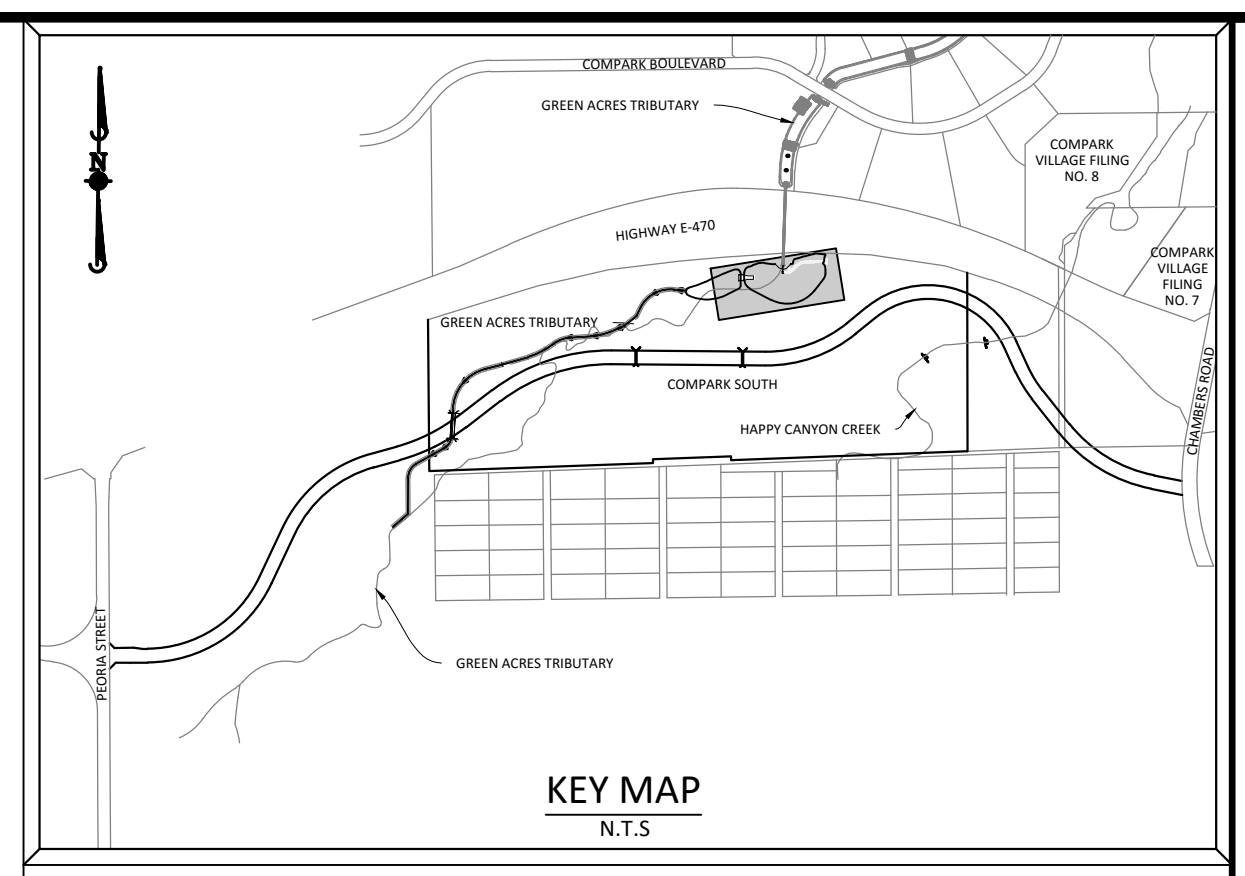 COMPARK BOULEVARD
GREEN ACRES TRIBUTARY
COMPARK
VILLAGE FILING
NO. 8
N
HIGHWAY E-470
COMPARK
VILLAGE
FILING
NO. 7
GREEN ACRES TRIBUTARY
COMPARK SOUTH
HAPPY CANYON CREEK
CHAMBERS ROAD
PEORIA STREET
GREEN ACRES TRIBUTARY
KEY MAP
N.T.S